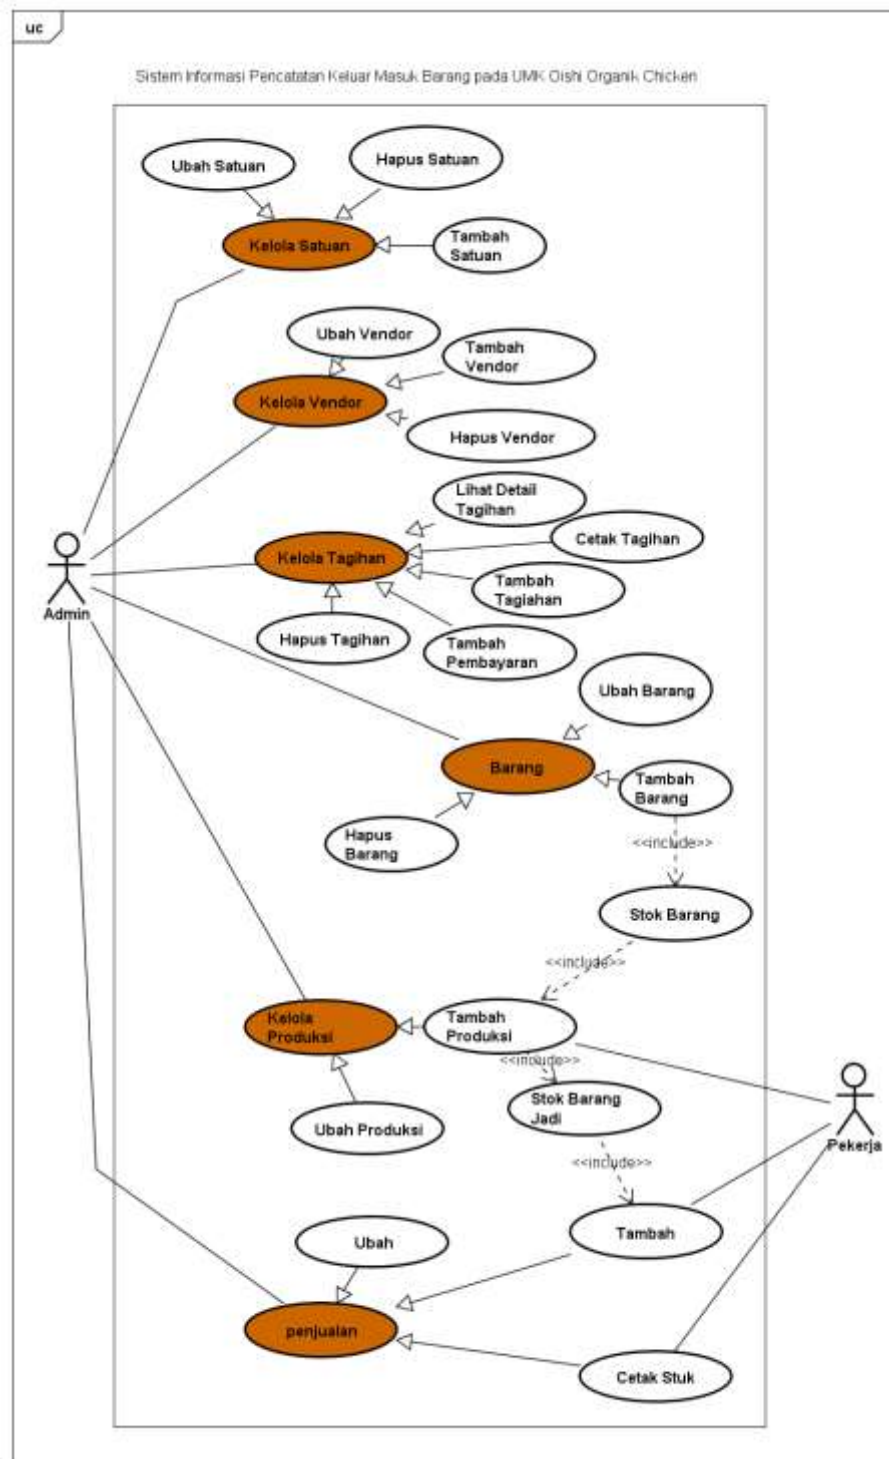 uc
Sistem Informasi Pencatatan Keluar Masuk Barang pada UMK Oishi Organik Chicken
Ubah Satuan
Hapus Satuan
Kelola Satuan
Tambah
Satuan
Ubah Vendor
Tambah
Vendor
Kelola Vendor
Hapus Vendor
Lihat Detail
Tagihan
Cetak Tagihan
Kelola Tagihan
Tambah
Tagiahan
Admin
Hapus Tagihan
Tambah
Pembayaran
Ubah Barang
Barang
Tambah
Barang
Hapus
Barang
<<include>>
Stok Barang
<<include>>
Kelola
Produksi
Tambah
Produksi
<<include>>
Stok Barang
Jadi
Ubah Produksi
Pekerja
<<include>>
Tambah
Ubah
penjualan
Cetak Stuk